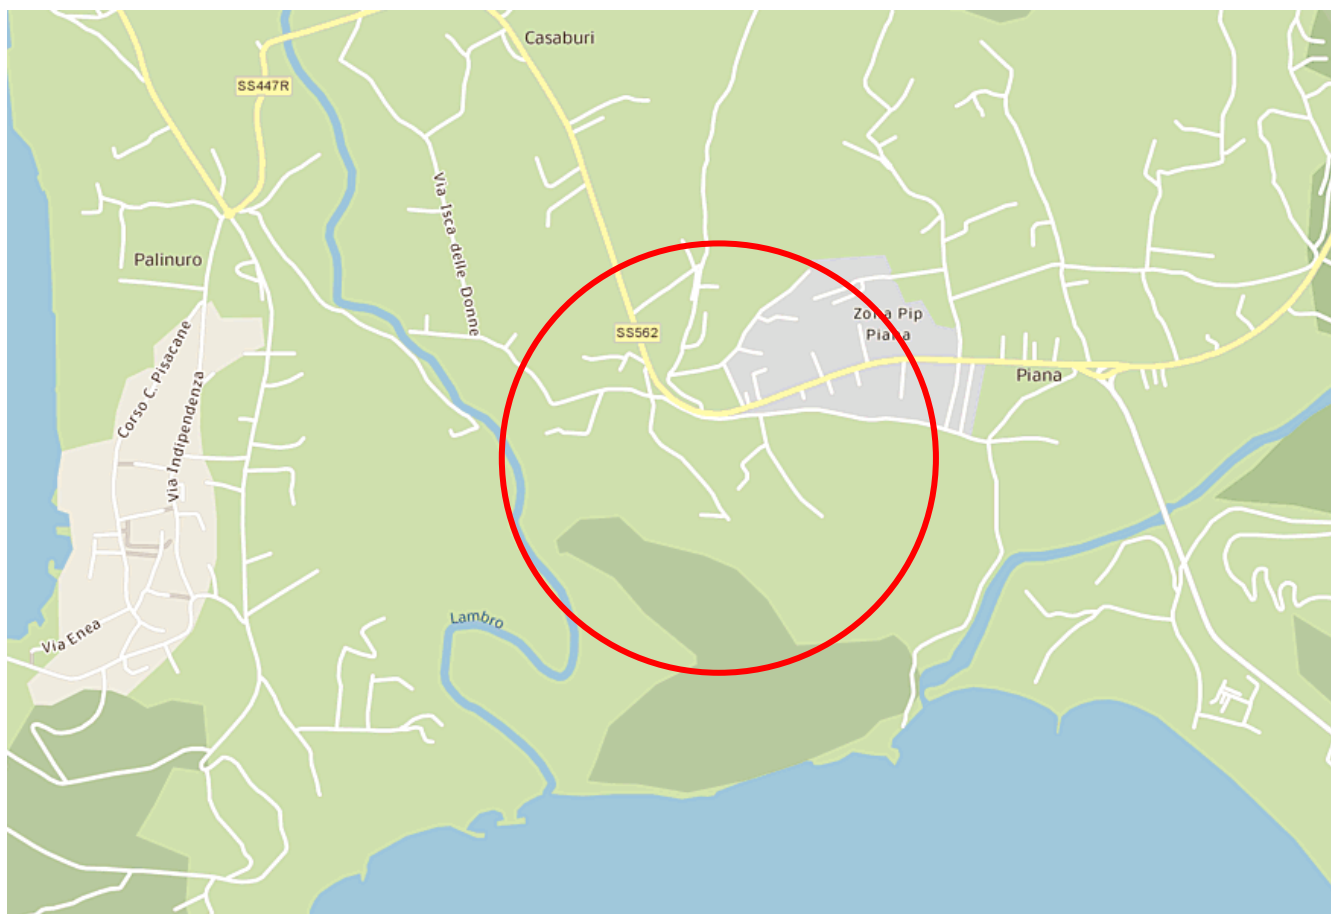 Casaburi
SS447R
Via Isca delle Donne
Palinuro
SS562
Zona Pip
Piana
Piana
Corso C. Pisacane
Via Indipendenza
Via Enea
Lambro